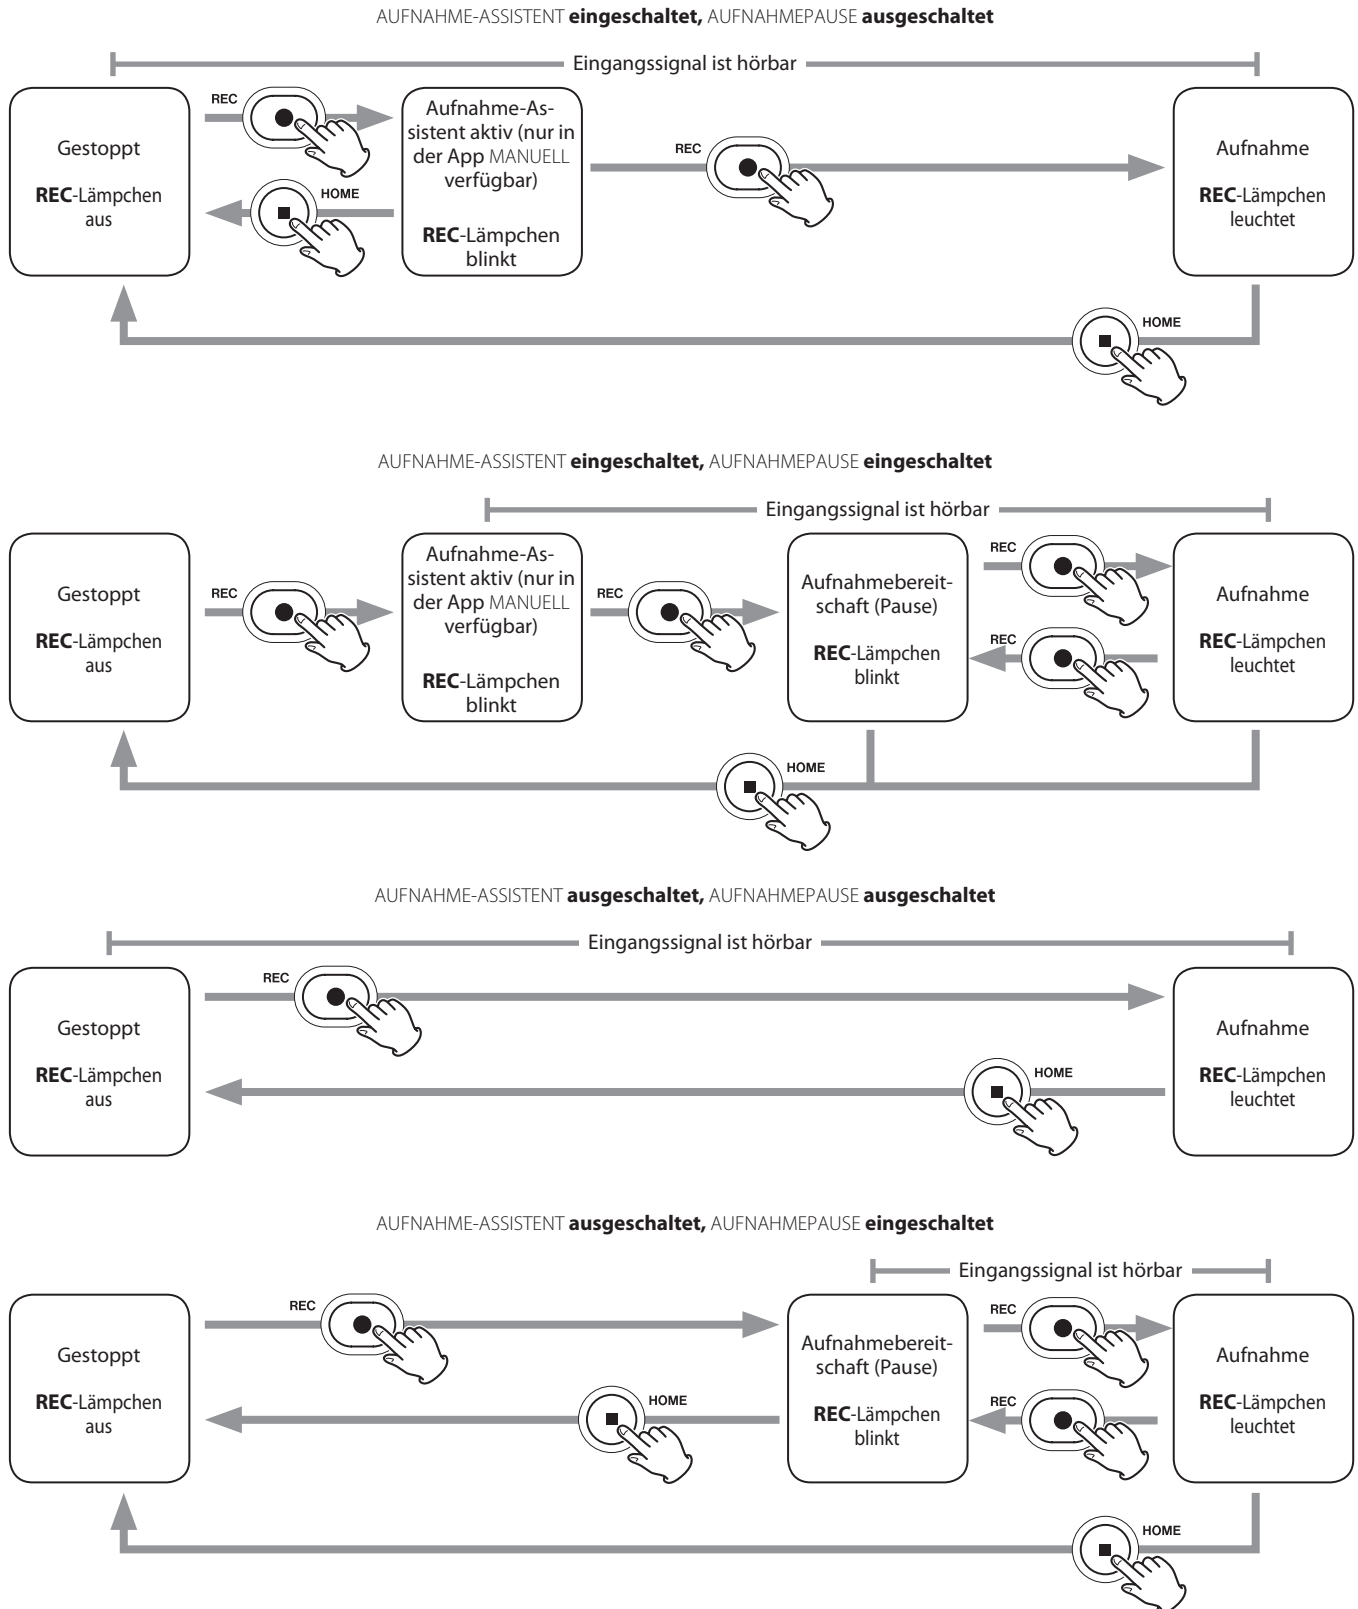 AUFNAHME-ASSISTENT eingeschaltet, AUFNAHMEPAUSE ausgeschaltet
Eingangssignal ist hörbar
Gestoppt
REC-Lämpchen
aus
REC
HOME
Aufnahme-As-
sistent aktiv (nur in
der App MANUELL
verfügbar)
REC-Lämpchen
blinkt
REC
Aufnahme
REC-Lämpchen
leuchtet
HOME
AUFNAHME-ASSISTENT eingeschaltet, AUFNAHMEPAUSE eingeschaltet
Eingangssignal ist hörbar
Gestoppt
REC-Lämpchen
aus
REC
Aufnahme-As-
sistent aktiv (nur in
der App MANUELL
verfügbar)
REC-Lämpchen
blinkt
REC
Aufnahmebereit-
schaft (Pause)
REC-Lämpchen
blinkt
REC
REC
Aufnahme
REC-Lämpchen
leuchtet
HOME
AUFNAHME-ASSISTENT ausgeschaltet, AUFNAHMEPAUSE ausgeschaltet
Eingangssignal ist hörbar
Gestoppt
REC-Lämpchen
aus
REC
HOME
Aufnahme
REC-Lämpchen
leuchtet
AUFNAHME-ASSISTENT ausgeschaltet, AUFNAHMEPAUSE eingeschaltet
Eingangssignal ist hörbar
Gestoppt
REC-Lämpchen
aus
REC
HOME
Aufnahmebereit-
schaft (Pause)
REC-Lämpchen
blinkt
REC
REC
Aufnahme
REC-Lämpchen
leuchtet
HOME